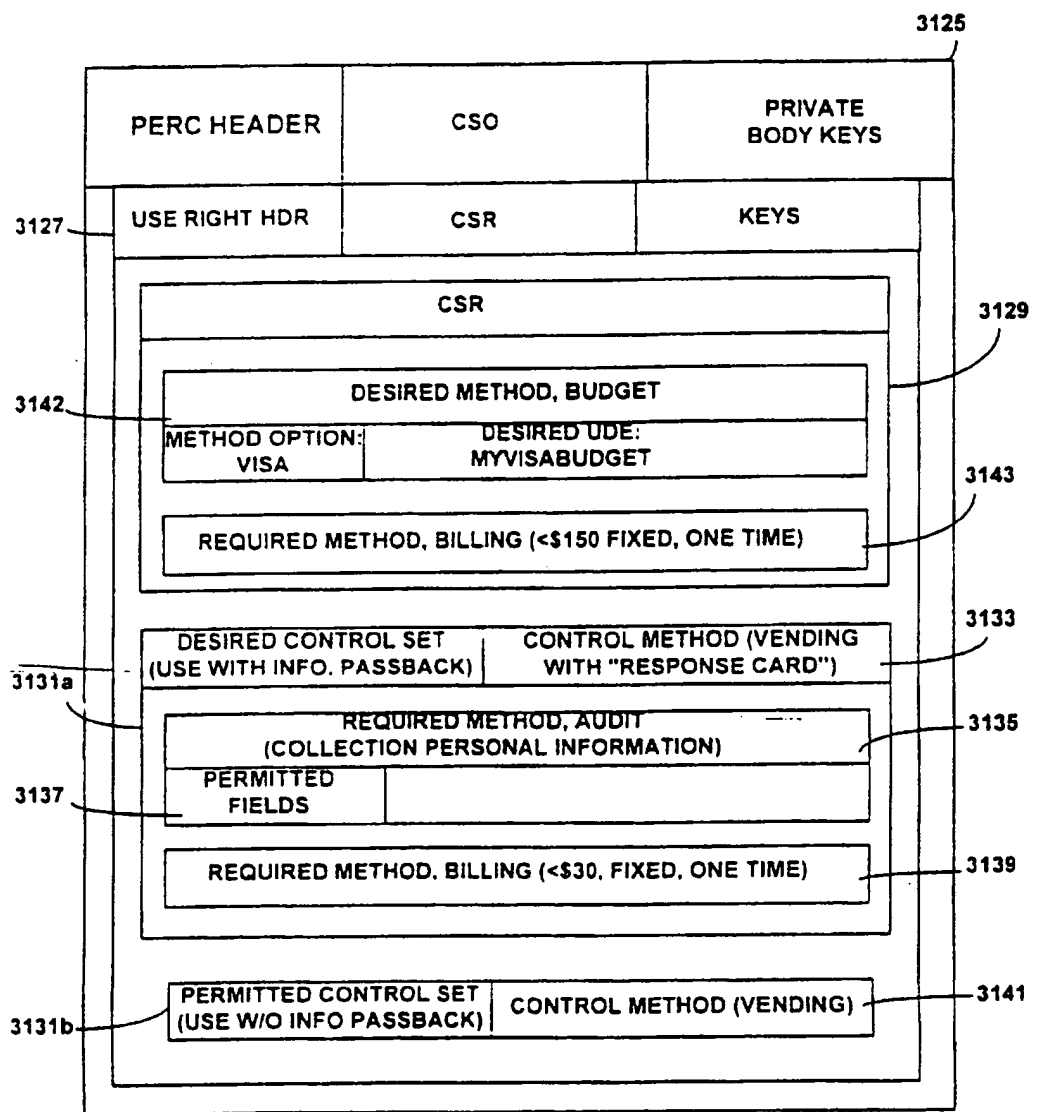 3125
PERC HEADER
CSO
PRIVATE
BODY KEYS
3127
USE RIGHT HDR
CSR
KEYS
CSR
3129
DESIRED METHOD, BUDGET
3142
METHOD OPTION:
VISA
DESIRED UDE:
MYVISABUDGET
3143
REQUIRED METHOD, BILLING (<$150 FIXED, ONE TIME)
3133
DESIRED CONTROL SET
(USE WITH INFO. PASSBACK)
CONTROL METHOD (VENDING
WITH "RESPONSE CARD")
3131a
REQUIRED METHOD, AUDIT
(COLLECTION PERSONAL INFORMATION)
3135
3137
PERMITTED
FIELDS
REQUIRED METHOD, BILLING (<$30, FIXED, ONE TIME)
3139
PERMITTED CONTROL SET
(USE W/O INFO PASSBACK)
CONTROL METHOD (VENDING)
3141
3131b